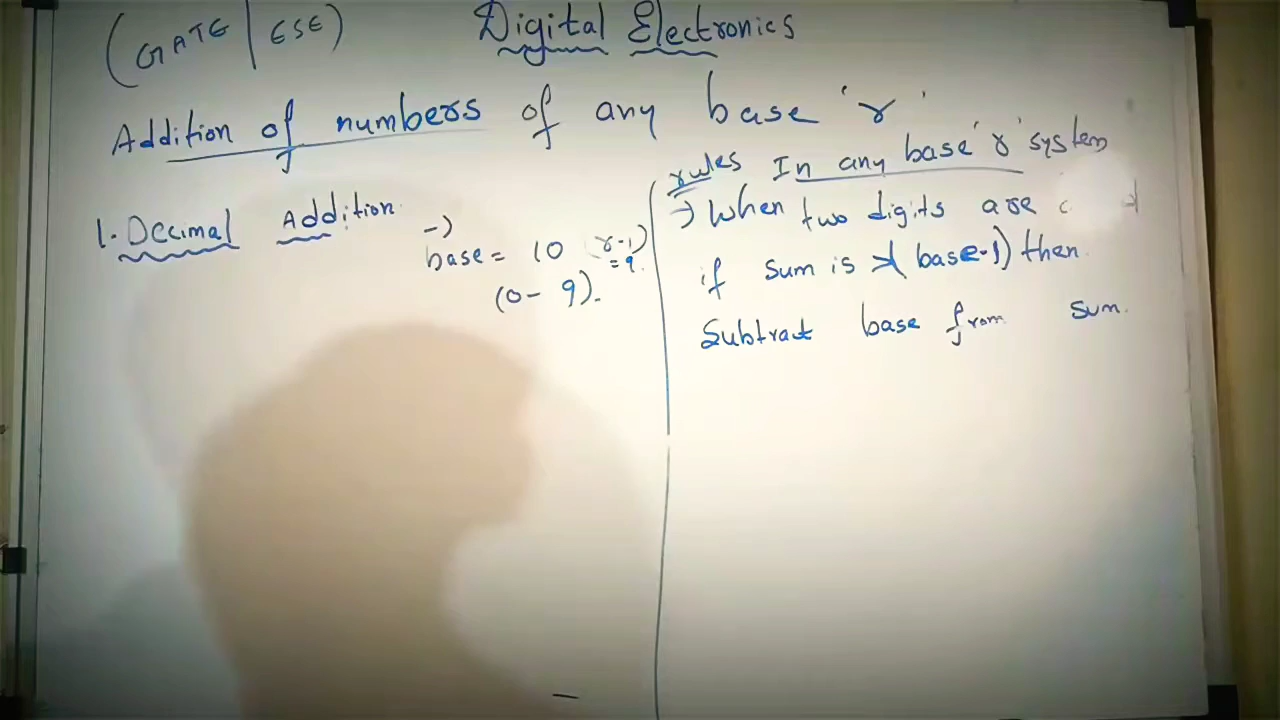 (GATE | ESE) Digital Electronics
Addition of numbers of any base 'r'
1. Decimal Addition →
base = 10 (r-1) = 9.
(0 - 9).
rules In any base 'r' system
→ When two digits are
if sum is > (base-1) then
Subtract base from sum.